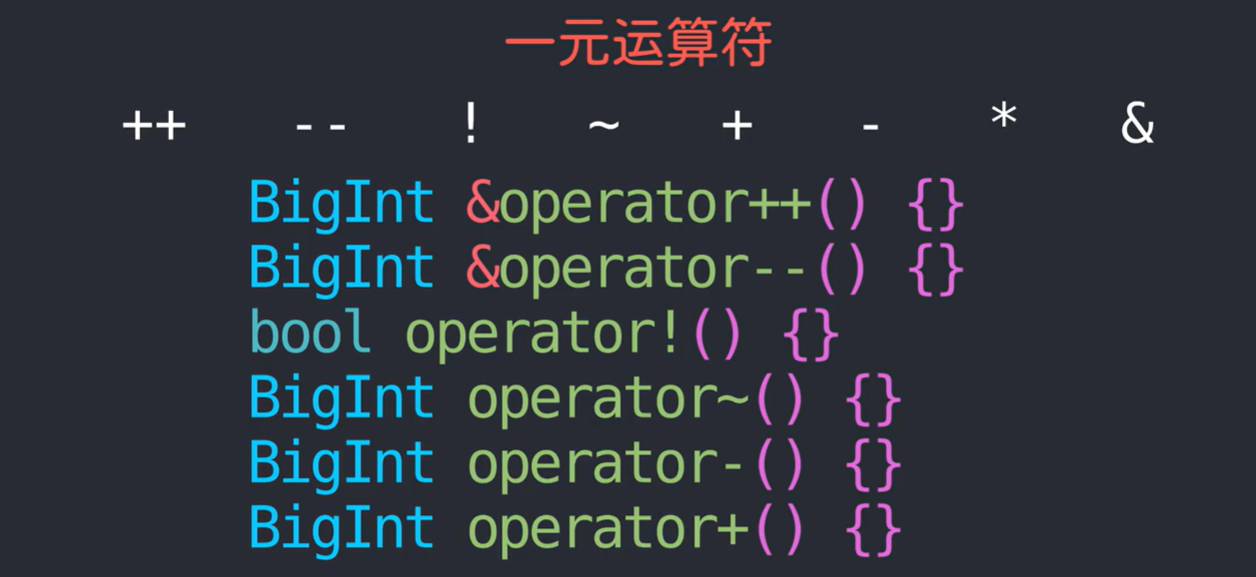 一元运算符
++ -- ! ~ + - * &
BigInt &operator++() {}
BigInt &operator--() {}
bool operator!() {}
BigInt operator~() {}
BigInt operator-() {}
BigInt operator+() {}